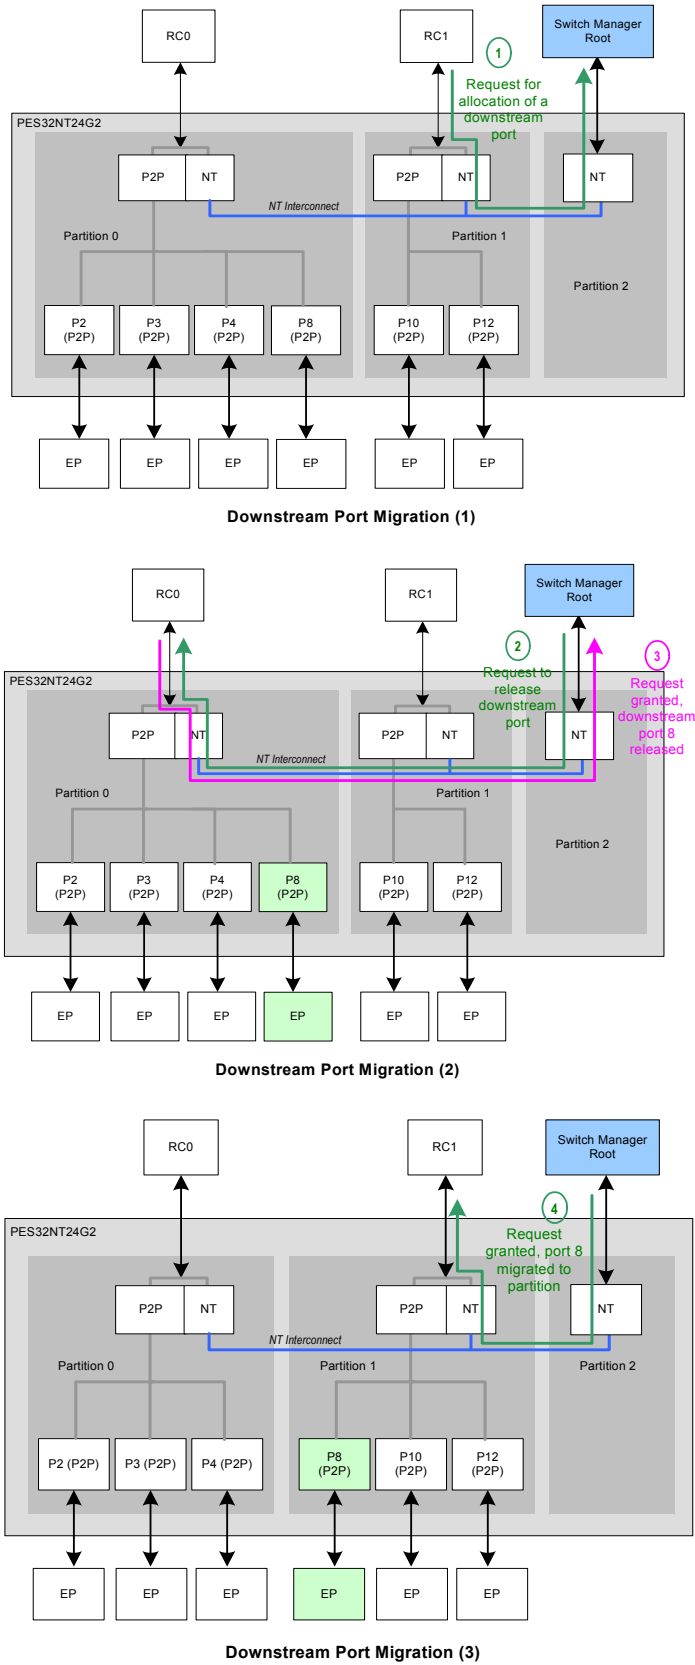 RC0
RC1
1
Switch Manager
Root
Request for
allocation of a
downstream
port
PES32NT24G2
P2P
NT
P2P
NT
NT
NT Interconnect
Partition 0
Partition 1
Partition 2
P2
(P2P)
P3
(P2P)
P4
(P2P)
P8
(P2P)
P10
(P2P)
P12
(P2P)
EP
EP
EP
EP
EP
EP
Downstream Port Migration (1)
RC0
RC1
Switch Manager
Root
2
Request to
release
downstream
port
3
Request
granted,
downstream
port 8
released
PES32NT24G2
P2P
NT
P2P
NT
NT
NT Interconnect
Partition 0
Partition 1
Partition 2
P2
(P2P)
P3
(P2P)
P4
(P2P)
P8
(P2P)
P10
(P2P)
P12
(P2P)
EP
EP
EP
EP
EP
EP
Downstream Port Migration (2)
RC0
RC1
Switch Manager
Root
4
Request
granted, port 8
migrated to
partition
PES32NT24G2
P2P
NT
P2P
NT
NT
NT Interconnect
Partition 0
Partition 1
Partition 2
P2 (P2P)
P3 (P2P)
P4 (P2P)
P8
(P2P)
P10
(P2P)
P12
(P2P)
EP
EP
EP
EP
EP
EP
Downstream Port Migration (3)